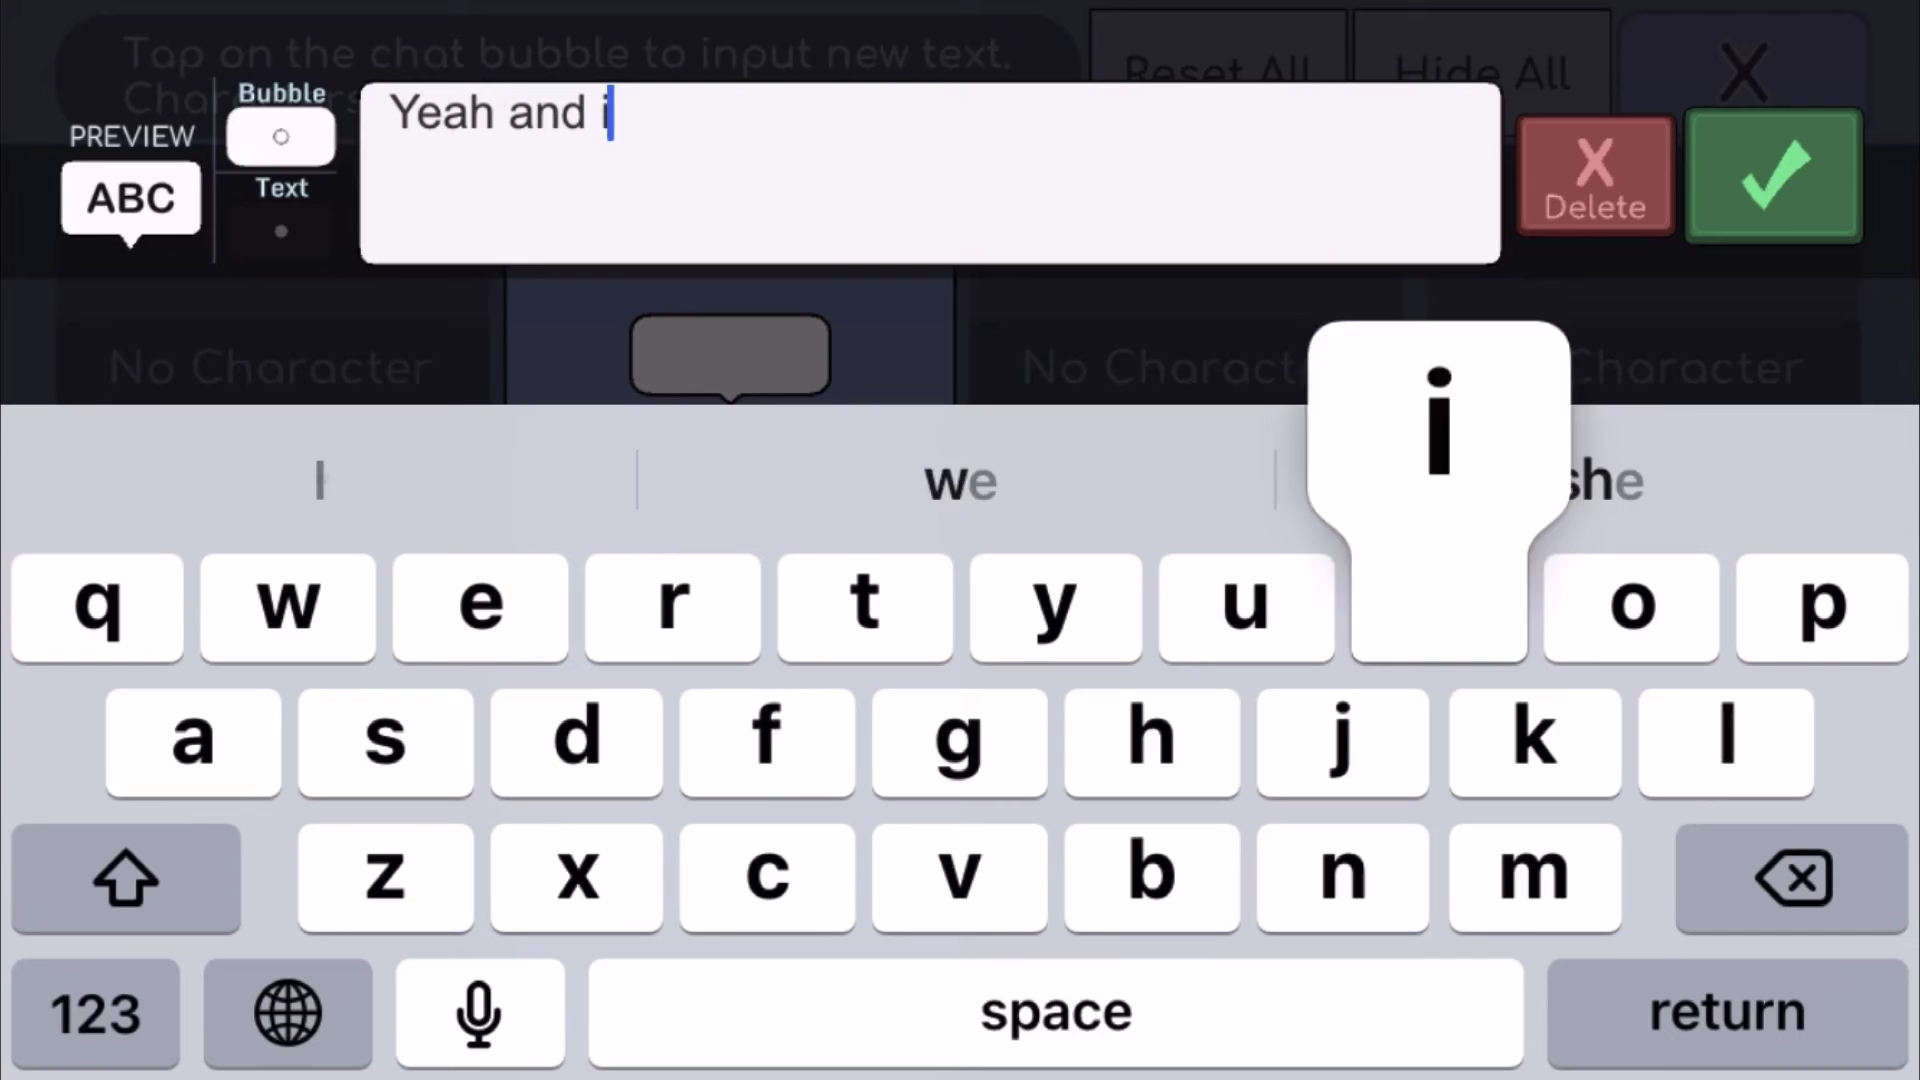 Tap on the chat bubble to input new text.
Reset All
Hide All
X
Bubble
PREVIEW
ABC
Text
Yeah and i
X
Delete
No Character
No Charact
Character
I
we
she
i
q w e r t y u o p
a s d f g h j k l
z x c v b n m
123
space
return